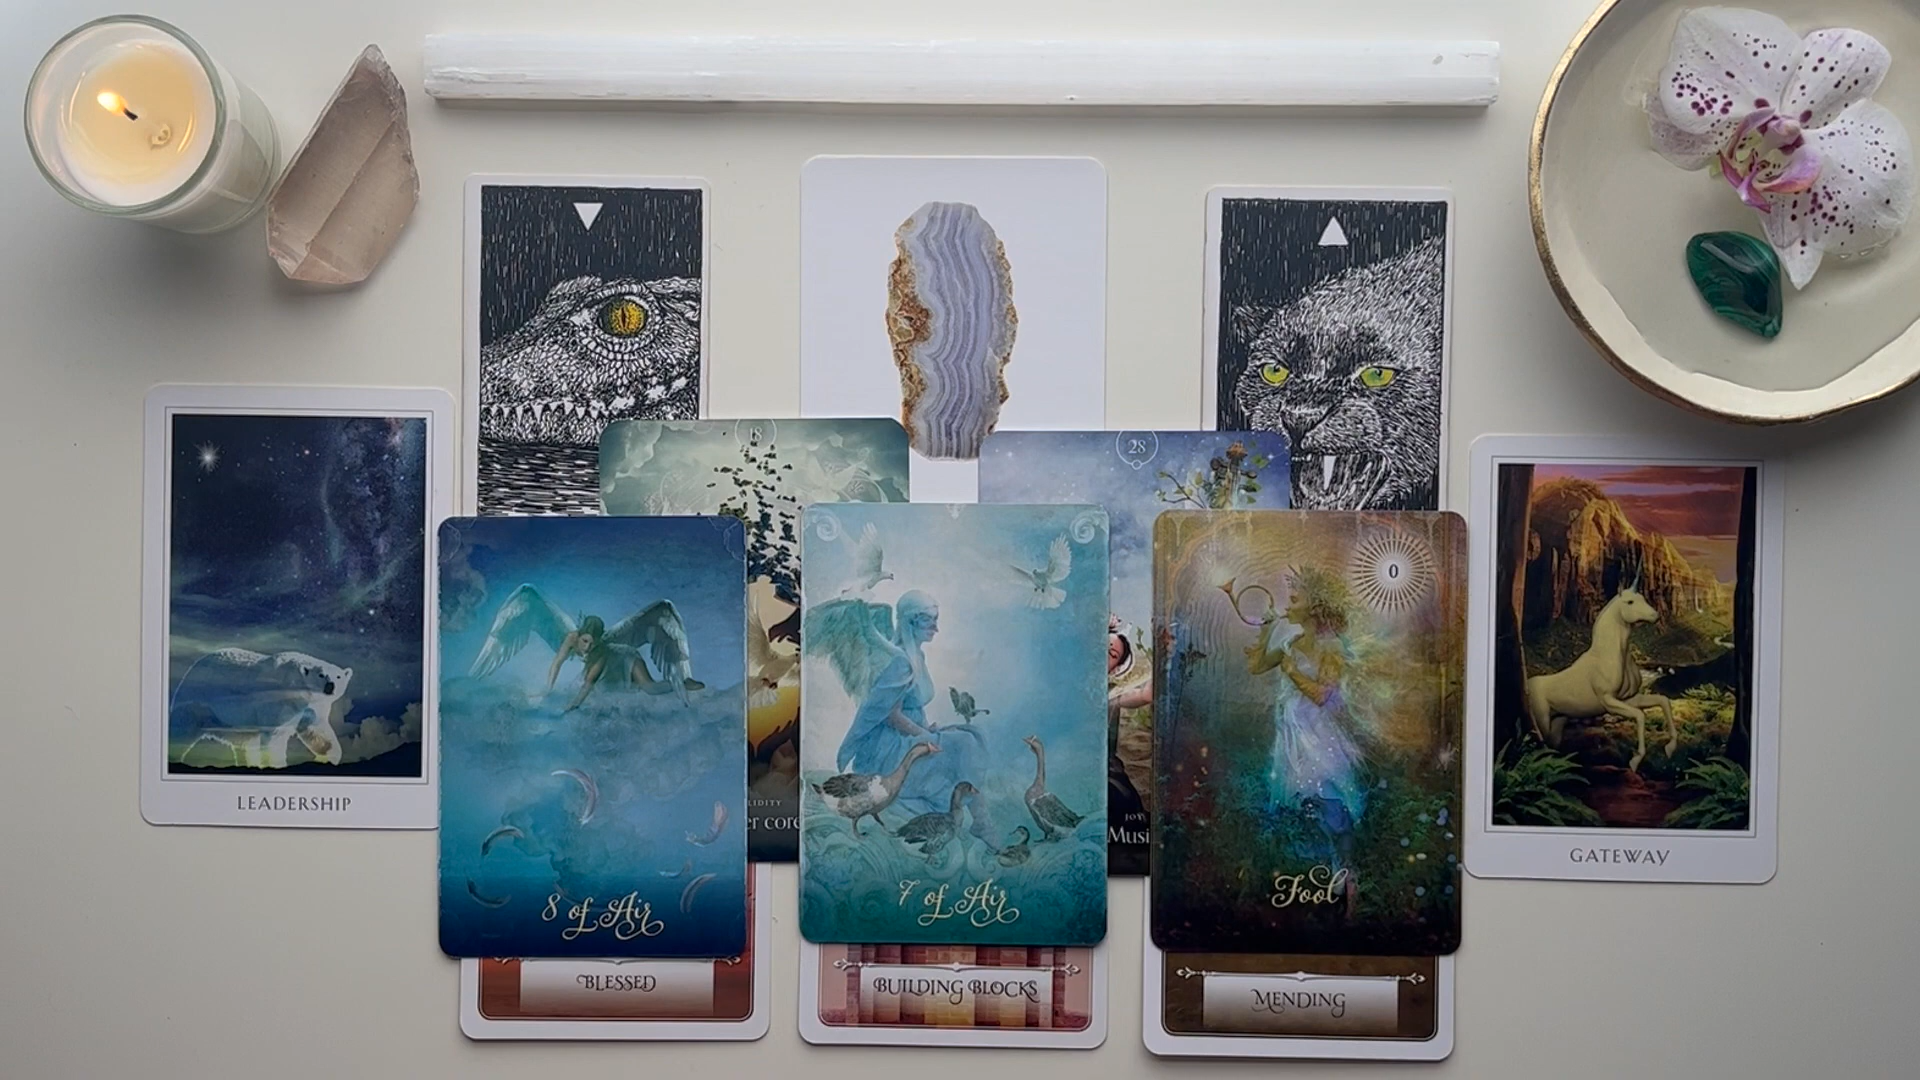 18
28
0
LEADERSHIP
8 of Air
7 of Air
Fool
GATEWAY
BLESSED
BUILDING BLOCKS
MENDING